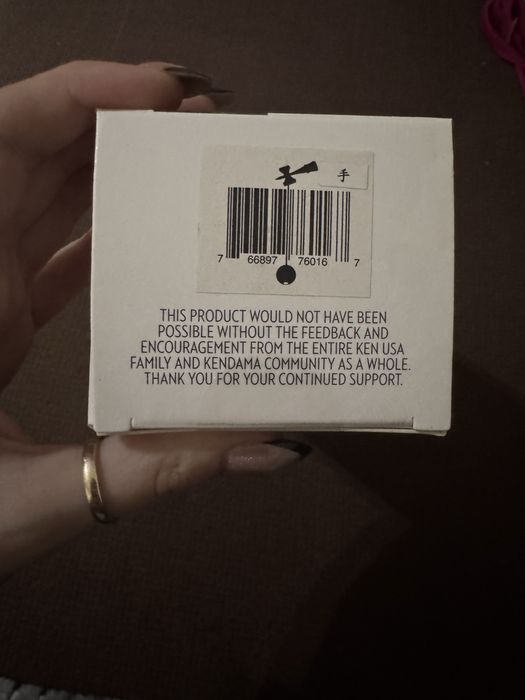 手
7 66897 76016 7
THIS PRODUCT WOULD NOT HAVE BEEN
POSSIBLE WITHOUT THE FEEDBACK AND
ENCOURAGEMENT FROM THE ENTIRE KEN USA
FAMILY AND KENDAMA COMMUNITY AS A WHOLE.
THANK YOU FOR YOUR CONTINUED SUPPORT.